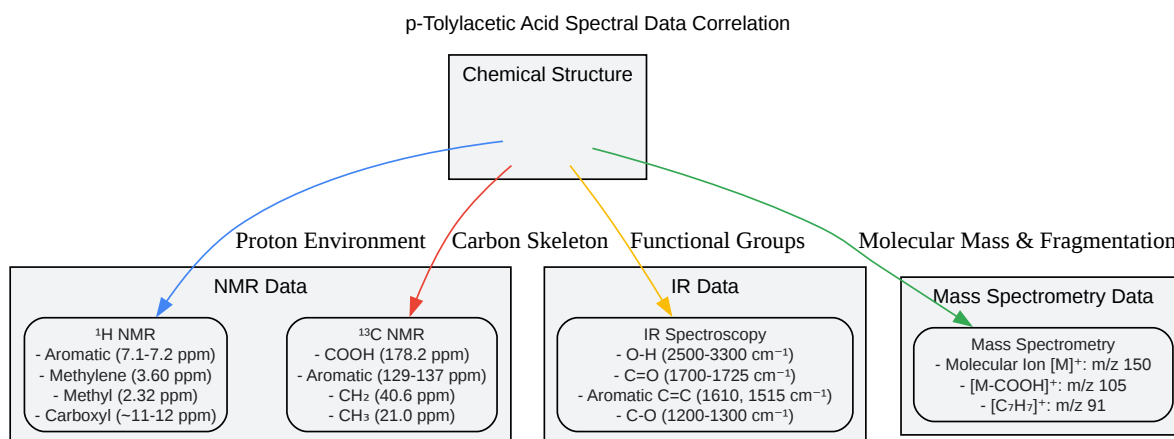 p-Tolylacetic Acid Spectral Data Correlation
Chemical Structure
Proton Environment
Carbon Skeleton
Functional Groups
Molecular Mass & Fragmentation
NMR Data
¹H NMR
- Aromatic (7.1-7.2 ppm)
- Methylene (3.60 ppm)
- Methyl (2.32 ppm)
- Carboxyl (~11-12 ppm)
¹³C NMR
- COOH (178.2 ppm)
- Aromatic (129-137 ppm)
- CH₂ (40.6 ppm)
- CH₃ (21.0 ppm)
IR Data
IR Spectroscopy
- O-H (2500-3300 cm⁻¹)
- C=O (1700-1725 cm⁻¹)
- Aromatic C=C (1610, 1515 cm⁻¹)
- C-O (1200-1300 cm⁻¹)
Mass Spectrometry Data
Mass Spectrometry
- Molecular Ion [M]⁺: m/z 150
- [M-COOH]⁺: m/z 105
- [C₇H₇]⁺: m/z 91